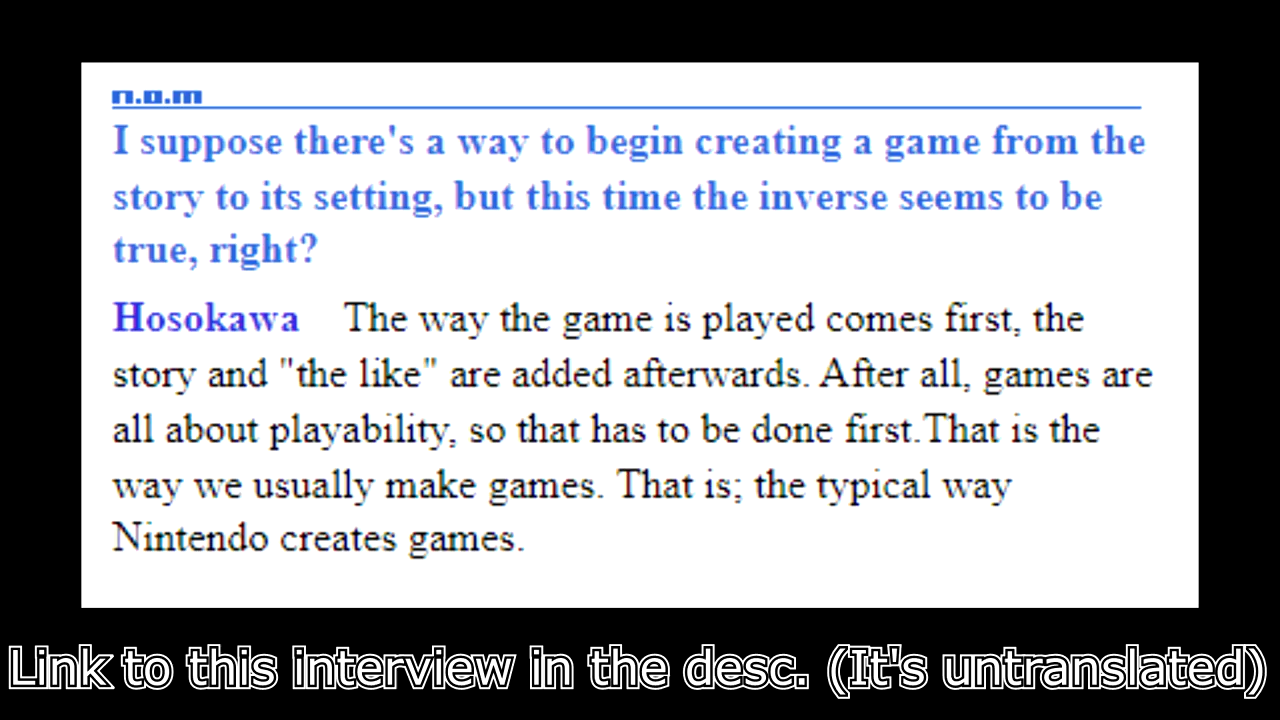 n.o.m
I suppose there's a way to begin creating a game from the
story to its setting, but this time the inverse seems to be
true, right?
Hosokawa The way the game is played comes first, the
story and "the like" are added afterwards. After all, games are
all about playability, so that has to be done first.That is the
way we usually make games. That is; the typical way
Nintendo creates games.
Link to this interview in the desc. (It's untranslated)